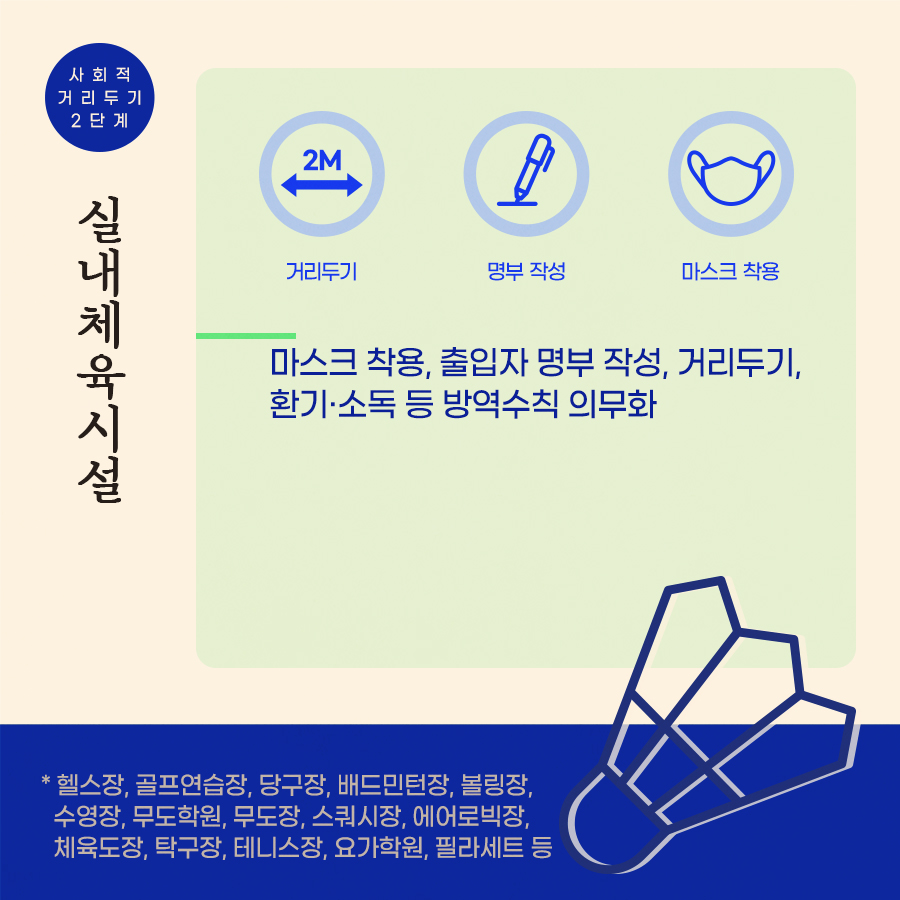 사회적
거리두기
2단계
실내체육시설
2M
거리두기
명부 작성
마스크 착용
마스크 착용, 출입자 명부 작성, 거리두기,
환기·소독 등 방역수칙 의무화
* 헬스장, 골프연습장, 당구장, 배드민턴장, 볼링장,
수영장, 무도학원, 무도장, 스쿼시장, 에어로빅장,
체육도장, 탁구장, 테니스장, 요가학원, 필라세트 등